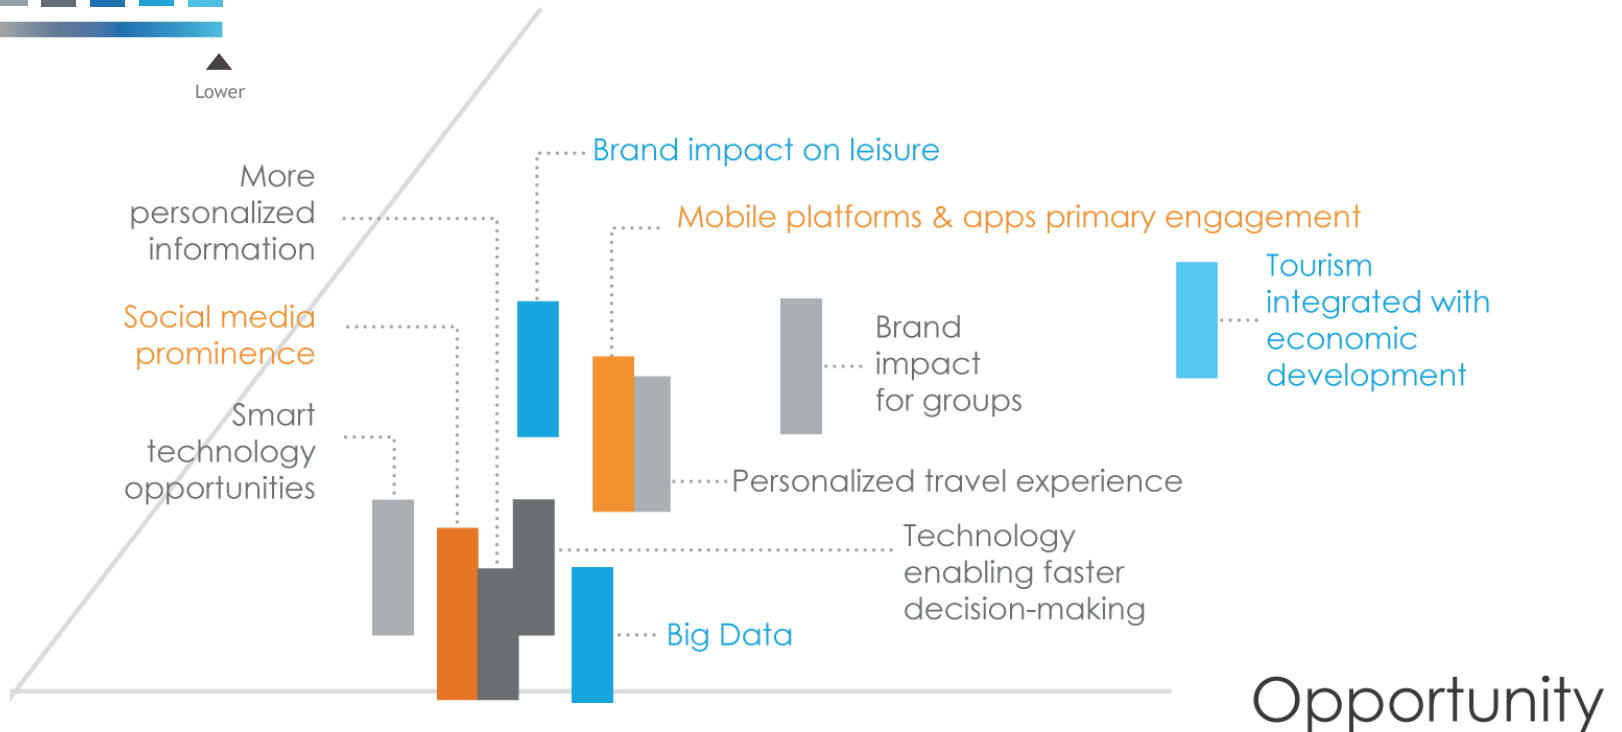 Lower
Brand impact on leisure
More
personalized
information
Mobile platforms & apps primary engagement
Tourism
integrated with
economic
development
Social media
prominence
Brand
impact
for groups
Smart
technology
opportunities
Personalized travel experience
Technology
enabling faster
decision-making
Big Data
Opportunity